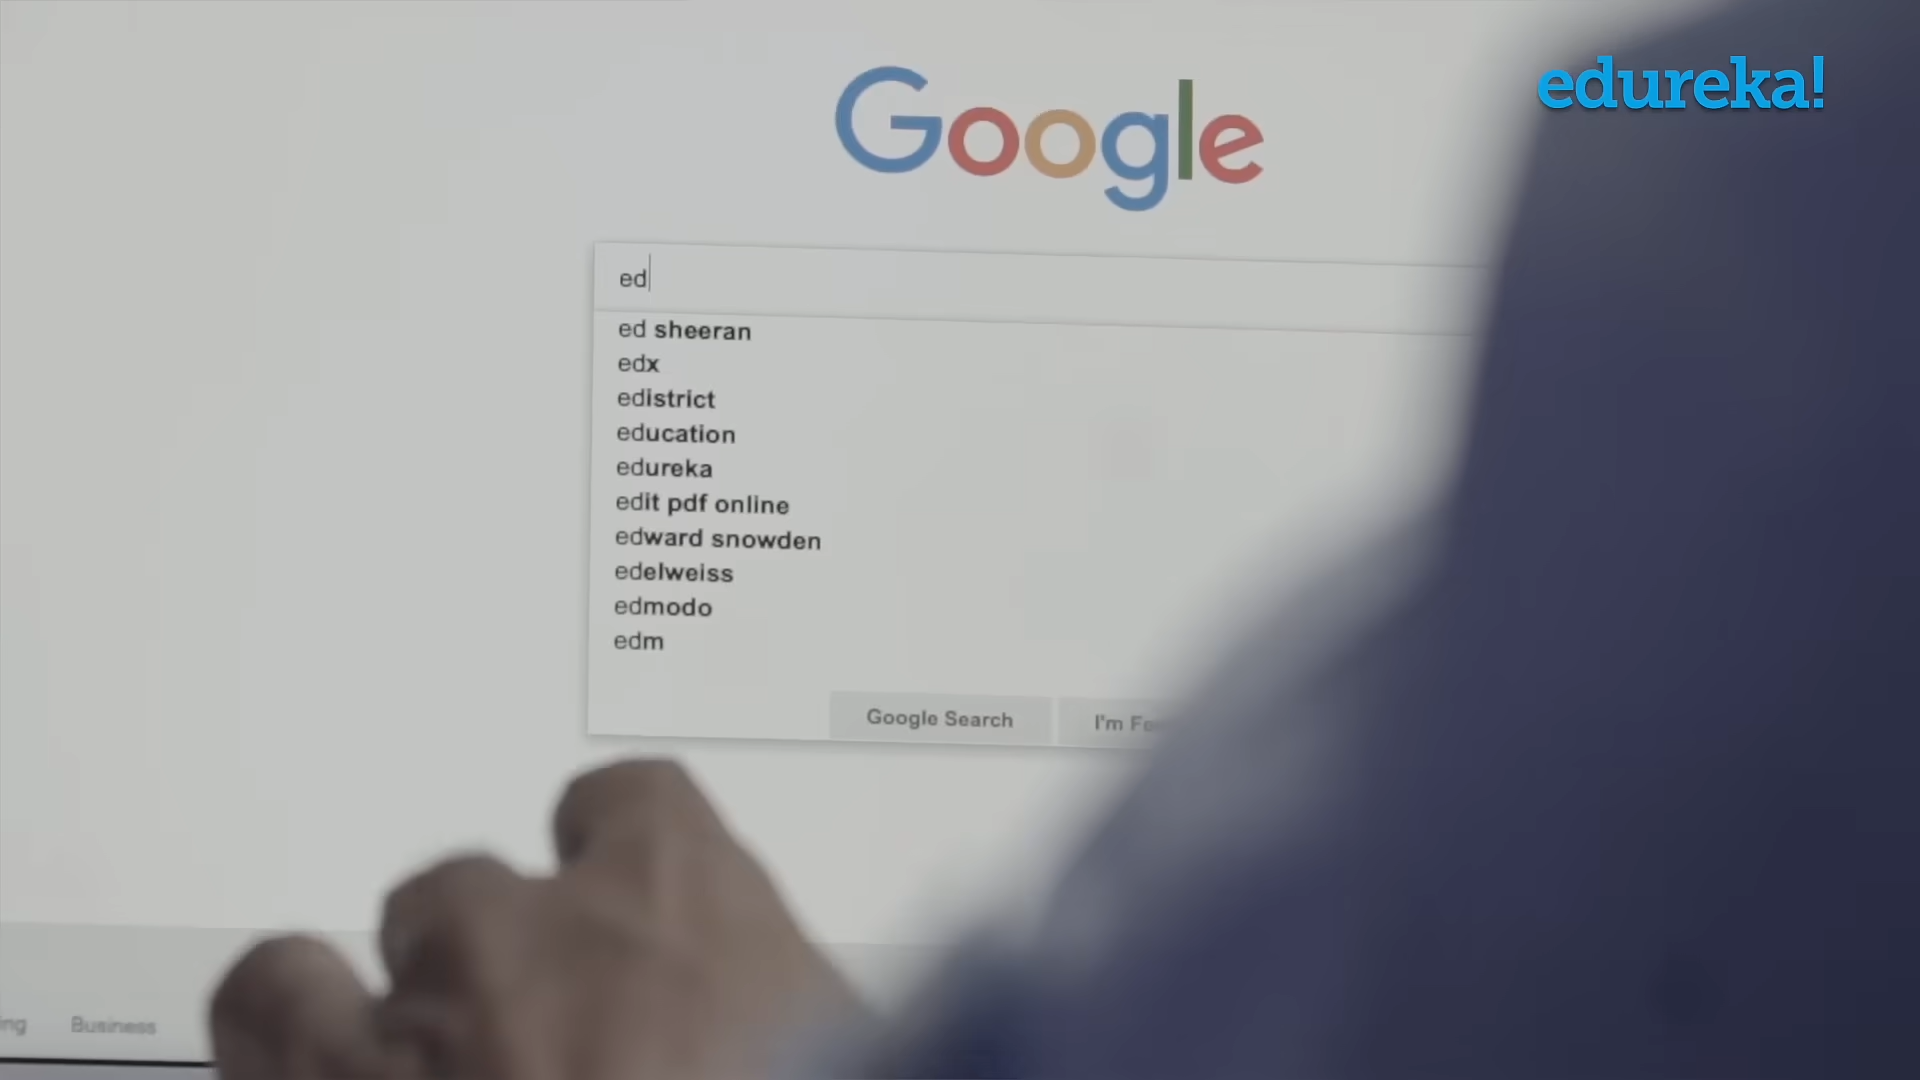 Google
edureka!
ed
ed sheeran
edx
edistrict
education
edureka
edit pdf online
edward snowden
edelweiss
edmodo
edm
Google Search
I'm
Business